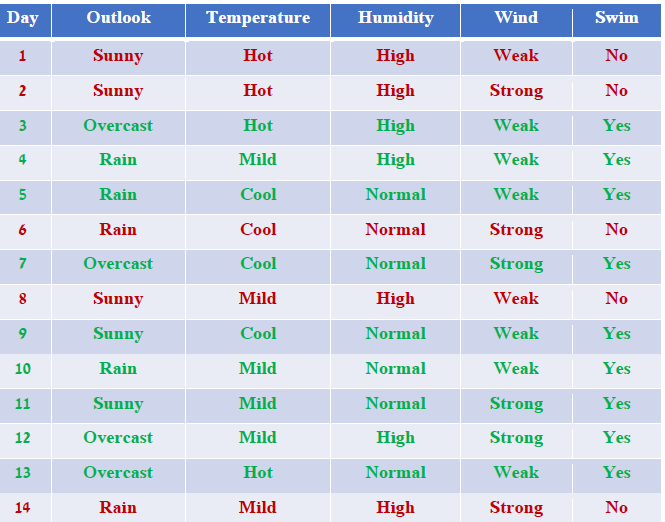 Day Outlook Temperature Humidity Wind Swim
1 Sunny Hot High Weak No
2 Sunny Hot High Strong No
3 Overcast Hot High Weak Yes
4 Rain Mild High Weak Yes
5 Rain Cool Normal Weak Yes
6 Rain Cool Normal Strong No
7 Overcast Cool Normal Strong Yes
8 Sunny Mild High Weak No
9 Sunny Cool Normal Weak Yes
10 Rain Mild Normal Weak Yes
11 Sunny Mild Normal Strong Yes
12 Overcast Mild High Strong Yes
13 Overcast Hot Normal Weak Yes
14 Rain Mild High Strong No